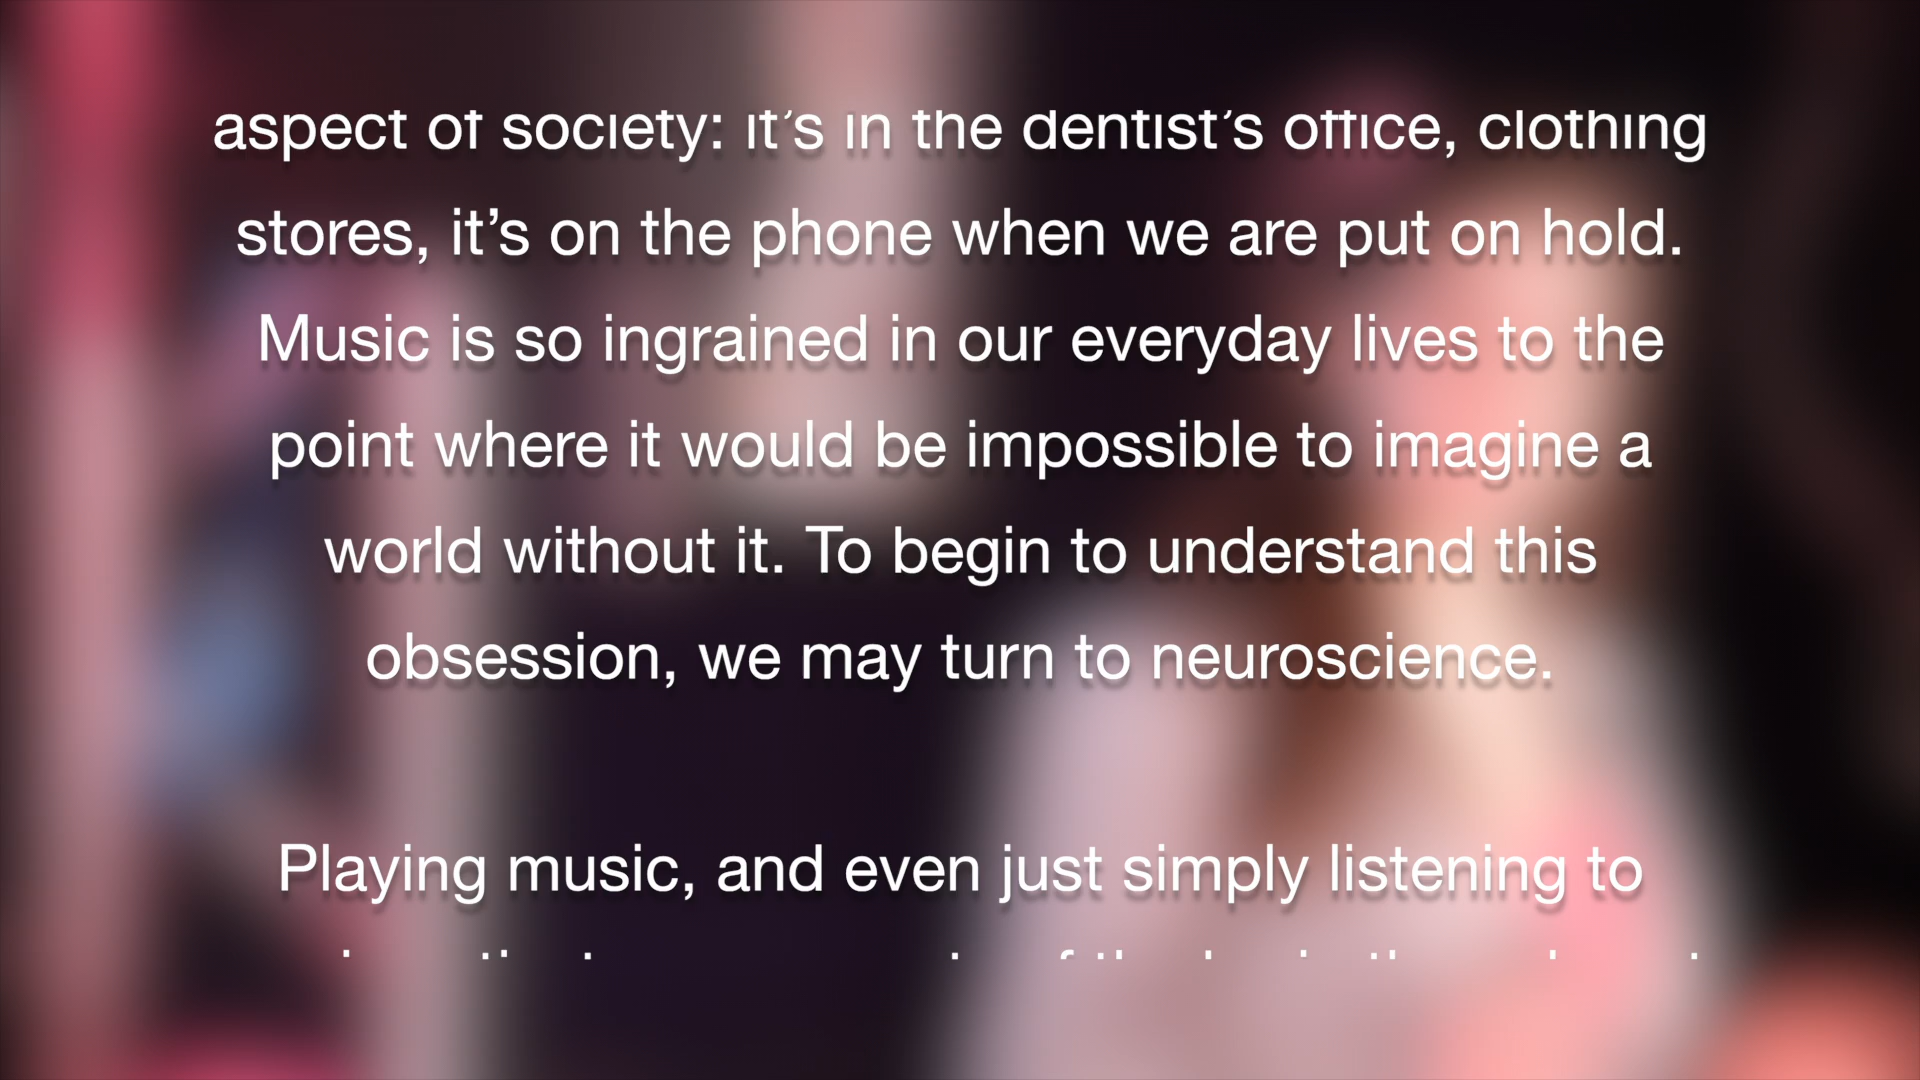 aspect of society: it’s in the dentist’s office, clothing
stores, it’s on the phone when we are put on hold.
Music is so ingrained in our everyday lives to the
point where it would be impossible to imagine a
world without it. To begin to understand this
obsession, we may turn to neuroscience.
Playing music, and even just simply listening to